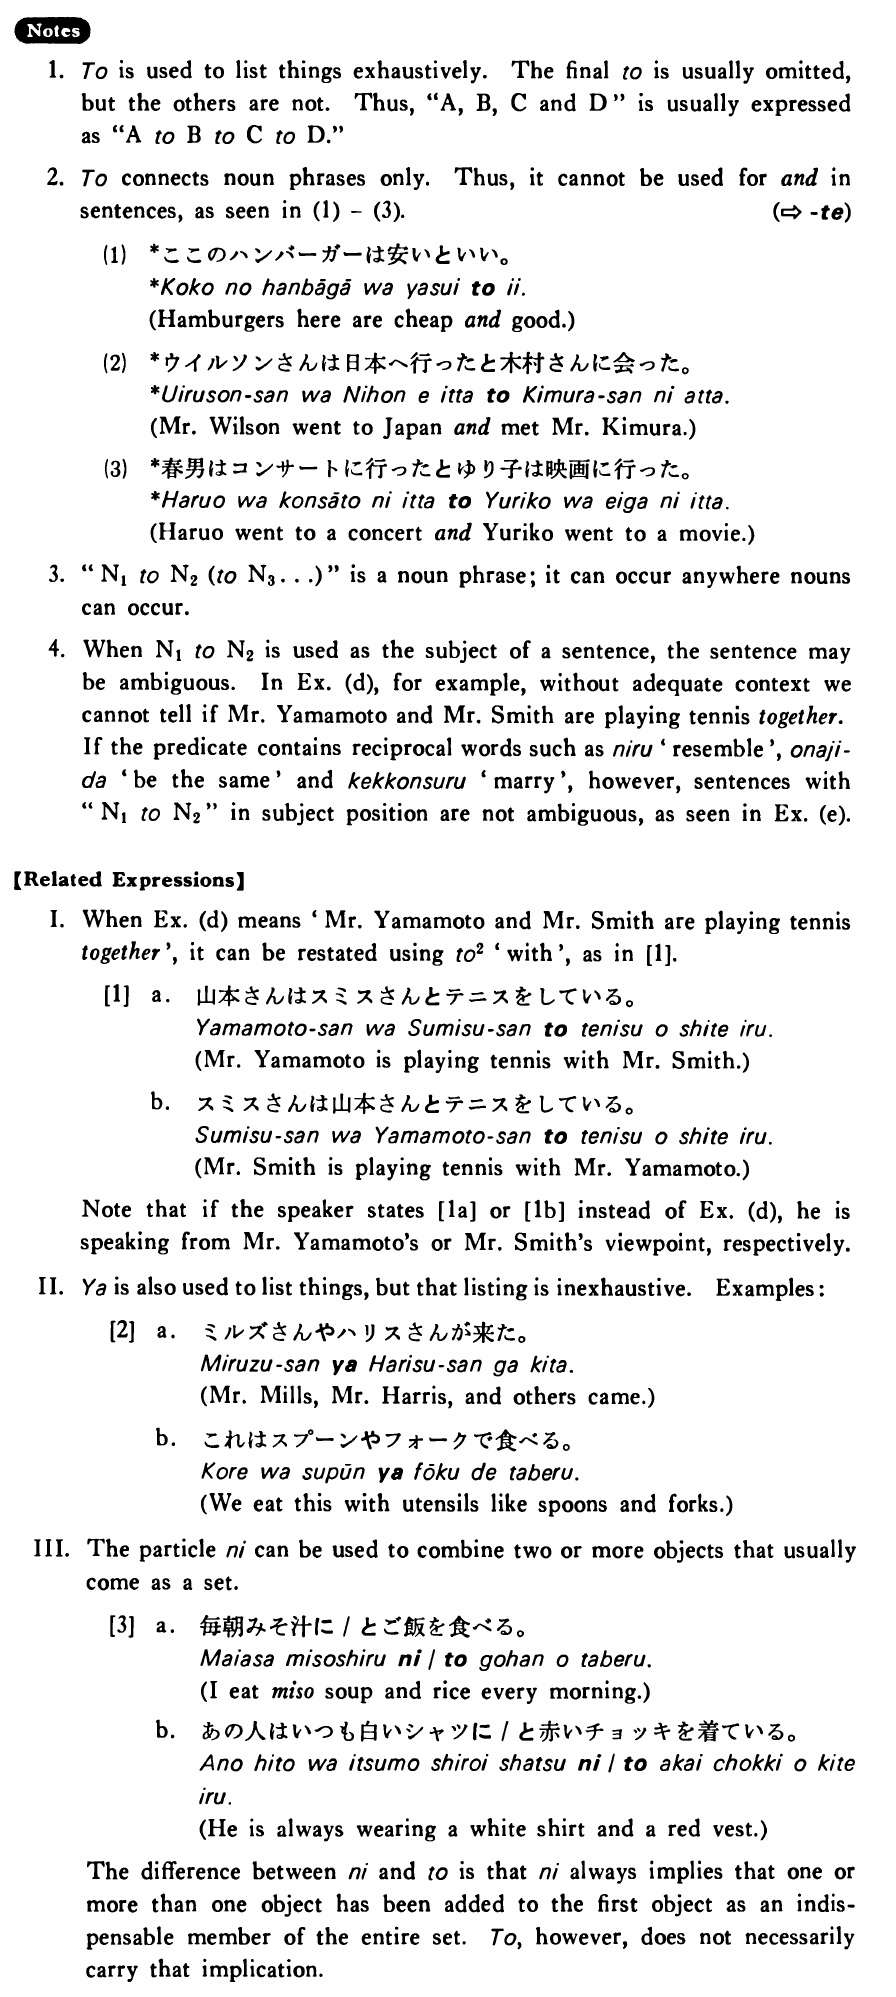 Notes
1. To is used to list things exhaustively. The final to is usually omitted,
but the others are not. Thus, “A, B, C and D” is usually expressed
as “A to B to C to D.”
2. To connects noun phrases only. Thus, it cannot be used for and in
sentences, as seen in (1) – (3). (⇨ -te)
(1) *ここのハンバーガーは安いといい。
*Koko no hanbāgā wa yasui to ii.
(Hamburgers here are cheap and good.)
(2) *ウイルソンさんは日本へ行ったと木村さんに会った。
*Uiruson-san wa Nihon e itta to Kimura-san ni atta.
(Mr. Wilson went to Japan and met Mr. Kimura.)
(3) *春男はコンサートに行ったとゆり子は映画に行った。
*Haruo wa konsāto ni itta to Yuriko wa eiga ni itta.
(Haruo went to a concert and Yuriko went to a movie.)
3. “N₁ to N₂ (to N₃...)” is a noun phrase; it can occur anywhere nouns
can occur.
4. When N₁ to N₂ is used as the subject of a sentence, the sentence may
be ambiguous. In Ex. (d), for example, without adequate context we
cannot tell if Mr. Yamamoto and Mr. Smith are playing tennis together.
If the predicate contains reciprocal words such as niru ‘resemble’, onaji-
da ‘be the same’ and kekkonsuru ‘marry’, however, sentences with
“N₁ to N₂” in subject position are not ambiguous, as seen in Ex. (e).
【Related Expressions】
I. When Ex. (d) means ‘Mr. Yamamoto and Mr. Smith are playing tennis
together’, it can be restated using to² ‘with’, as in [1].
[1] a. 山本さんはスミスさんとテニスをしている。
Yamamoto-san wa Sumisu-san to tenisu o shite iru.
(Mr. Yamamoto is playing tennis with Mr. Smith.)
b. スミスさんは山本さんとテニスをしている。
Sumisu-san wa Yamamoto-san to tenisu o shite iru.
(Mr. Smith is playing tennis with Mr. Yamamoto.)
Note that if the speaker states [1a] or [1b] instead of Ex. (d), he is
speaking from Mr. Yamamoto’s or Mr. Smith’s viewpoint, respectively.
II. Ya is also used to list things, but that listing is inexhaustive. Examples:
[2] a. ミルズさんやハリスさんが来た。
Miruzu-san ya Harisu-san ga kita.
(Mr. Mills, Mr. Harris, and others came.)
b. これはスプーンやフォークで食べる。
Kore wa supūn ya fōku de taberu.
(We eat this with utensils like spoons and forks.)
III. The particle ni can be used to combine two or more objects that usually
come as a set.
[3] a. 毎朝みそ汁に / とご飯を食べる。
Maiasa misoshiru ni / to gohan o taberu.
(I eat miso soup and rice every morning.)
b. あの人はいつも白いシャツに / と赤いチョッキを着ている。
Ano hito wa itsumo shiroi shatsu ni / to akai chokki o kite
iru.
(He is always wearing a white shirt and a red vest.)
The difference between ni and to is that ni always implies that one or
more than one object has been added to the first object as an indis-
pensable member of the entire set. To, however, does not necessarily
carry that implication.